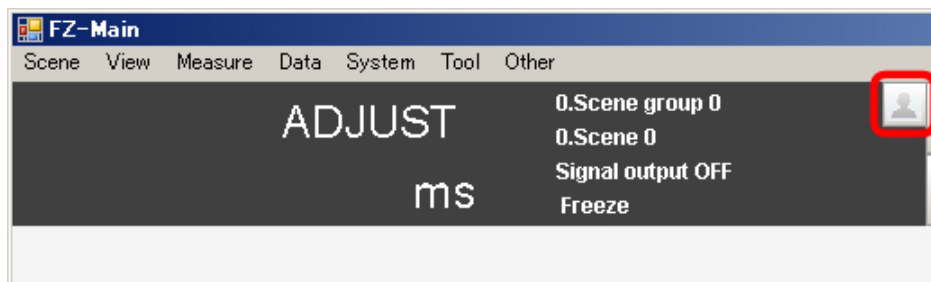 FZ-Main
Scene View Measure Data System Tool Other
ADJUST
ms
0.Scene group 0
0.Scene 0
Signal output OFF
Freeze